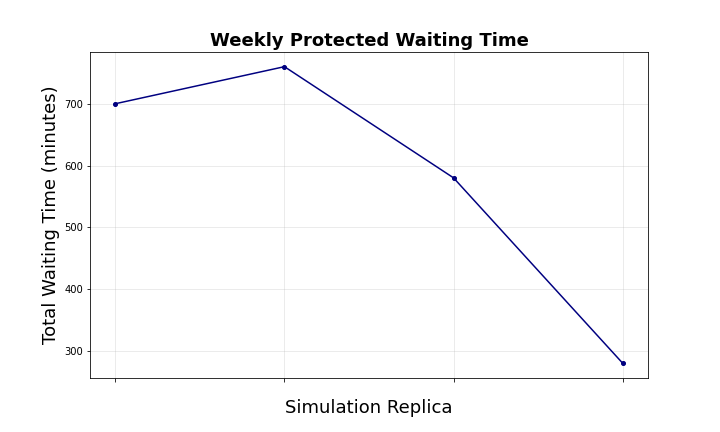 Weekly Protected Waiting Time
Total Waiting Time (minutes)
700
600
500
400
300
Simulation Replica